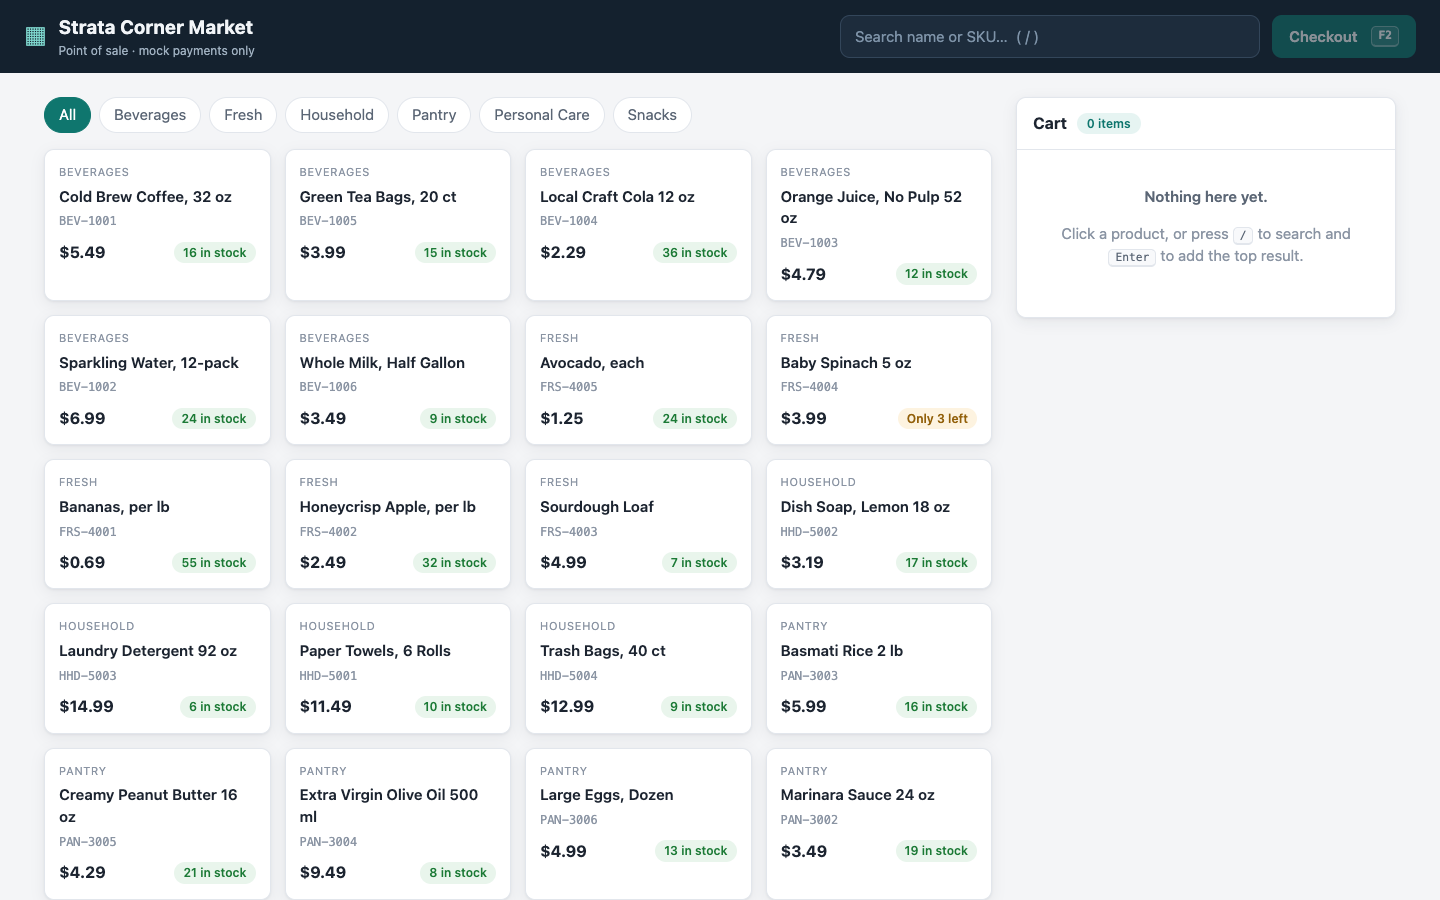 Strata Corner Market
Point of sale · mock payments only
Search name or SKU... ( / )
Checkout F2
All Beverages Fresh Household Pantry Personal Care Snacks
Cart 0 items
Nothing here yet.
Click a product, or press / to search and
Enter to add the top result.
BEVERAGES
Cold Brew Coffee, 32 oz
BEV-1001
$5.49 16 in stock
BEVERAGES
Green Tea Bags, 20 ct
BEV-1005
$3.99 15 in stock
BEVERAGES
Local Craft Cola 12 oz
BEV-1004
$2.29 36 in stock
BEVERAGES
Orange Juice, No Pulp 52
oz
BEV-1003
$4.79 12 in stock
BEVERAGES
Sparkling Water, 12-pack
BEV-1002
$6.99 24 in stock
BEVERAGES
Whole Milk, Half Gallon
BEV-1006
$3.49 9 in stock
FRESH
Avocado, each
FRS-4005
$1.25 24 in stock
FRESH
Baby Spinach 5 oz
FRS-4004
$3.99 Only 3 left
FRESH
Bananas, per lb
FRS-4001
$0.69 55 in stock
FRESH
Honeycrisp Apple, per lb
FRS-4002
$2.49 32 in stock
FRESH
Sourdough Loaf
FRS-4003
$4.99 7 in stock
HOUSEHOLD
Dish Soap, Lemon 18 oz
HHD-5002
$3.19 17 in stock
HOUSEHOLD
Laundry Detergent 92 oz
HHD-5003
$14.99 6 in stock
HOUSEHOLD
Paper Towels, 6 Rolls
HHD-5001
$11.49 10 in stock
HOUSEHOLD
Trash Bags, 40 ct
HHD-5004
$12.99 9 in stock
PANTRY
Basmati Rice 2 lb
PAN-3003
$5.99 16 in stock
PANTRY
Creamy Peanut Butter 16
oz
PAN-3005
$4.29 21 in stock
PANTRY
Extra Virgin Olive Oil 500
ml
PAN-3004
$9.49 8 in stock
PANTRY
Large Eggs, Dozen
PAN-3006
$4.99 13 in stock
PANTRY
Marinara Sauce 24 oz
PAN-3002
$3.49 19 in stock